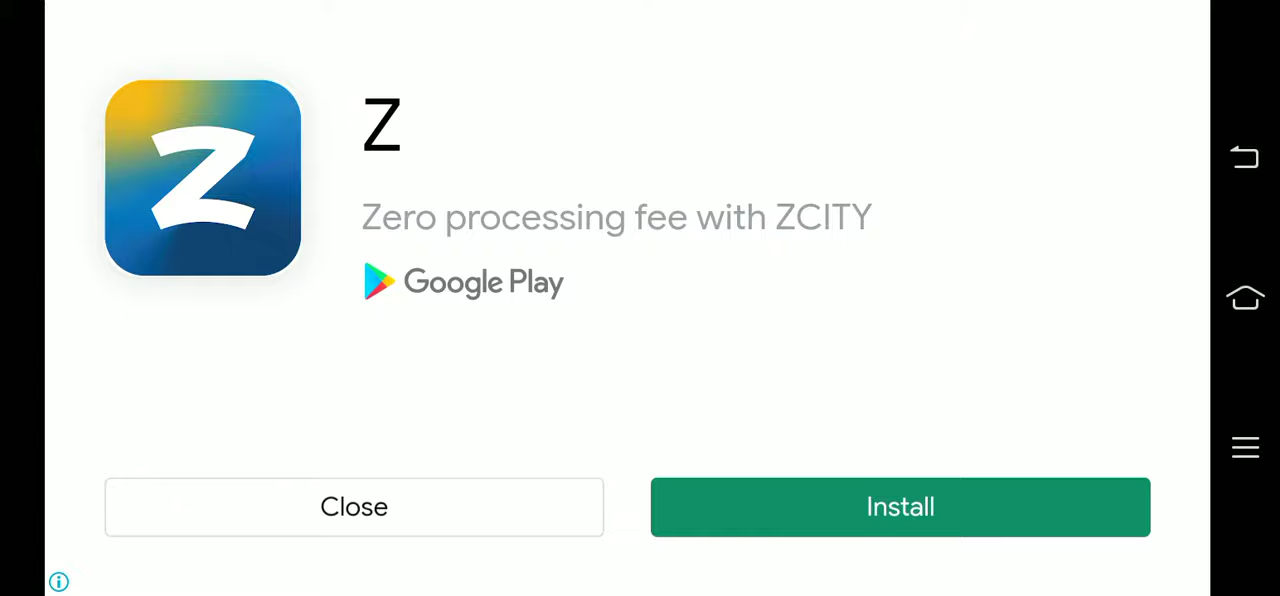 Z
Z
Zero processing fee with ZCITY
Google Play
Close
Install